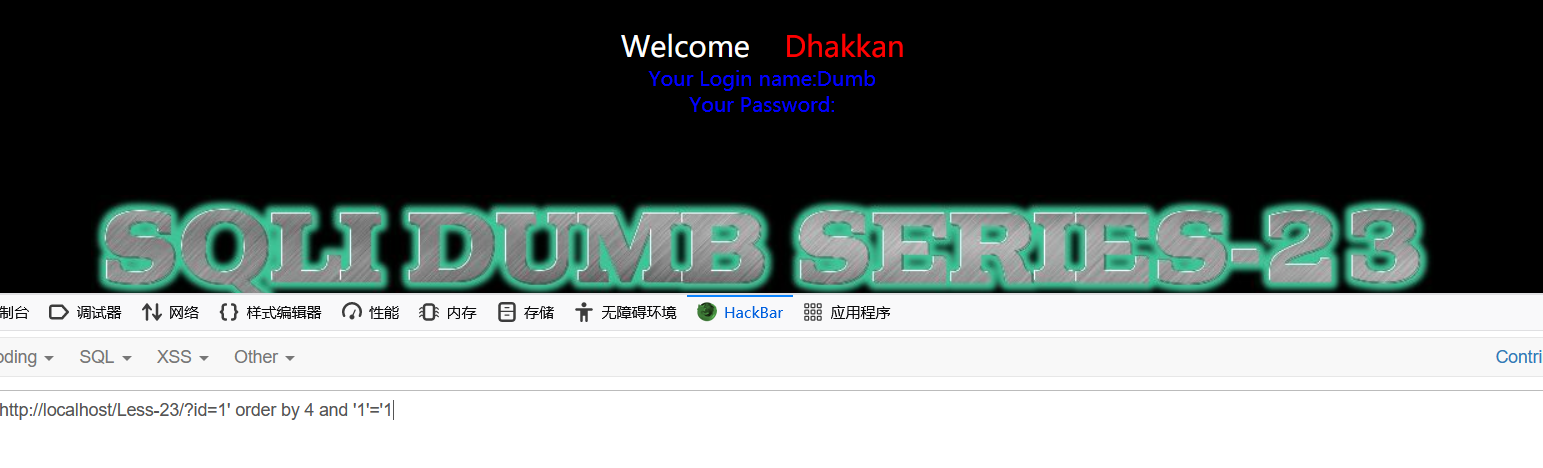 Welcome Dhakkan
Your Login name:Dumb
Your Password:
SQLI DUMB SERIES-23
制台 调试器 网络 样式编辑器 性能 内存 存储 无障碍环境 HackBar 应用程序
oding SQL XSS Other Contri
http://localhost/Less-23/?id=1' order by 4 and '1'='1